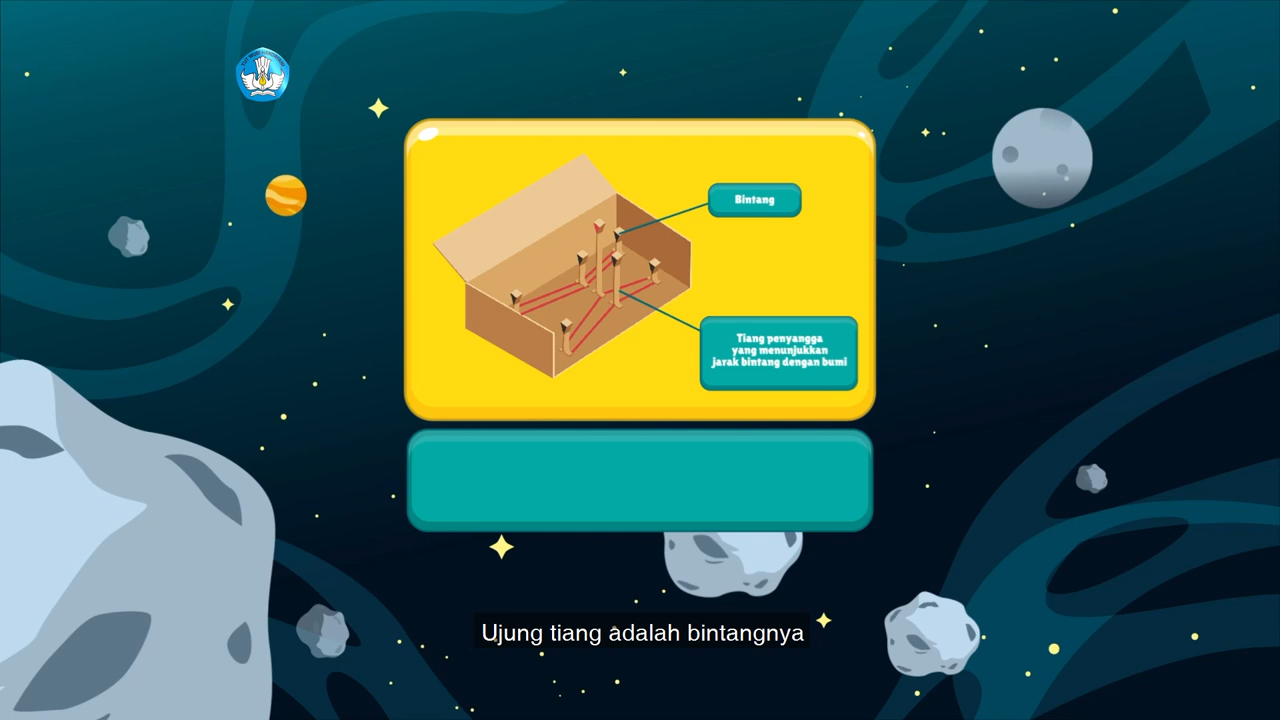 Bintang
Tiang penyangga
yang menunjukkan
jarak bintang dengan bumi
Ujung tiang adalah bintangnya